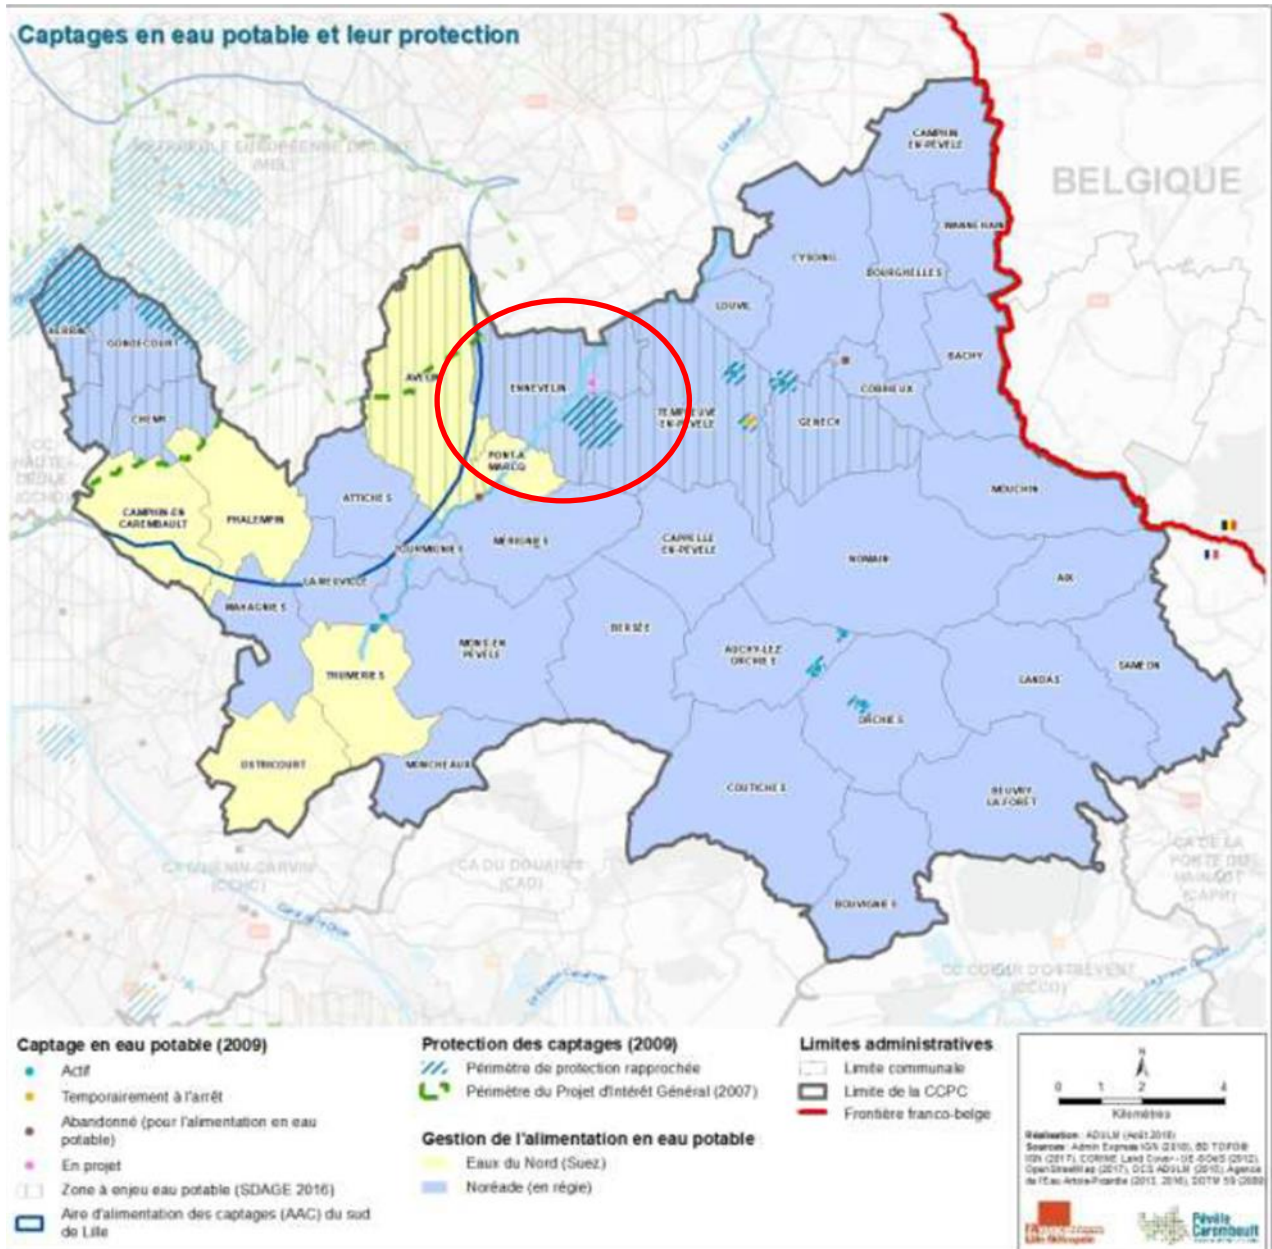 Captages en eau potable et leur protection
CAMPHIN
EN-PÉVÈLE
BELGIQUE
WANNEHAIN
CYSOING
BOURGHELLES
LOUVIL
BACHY
HERRIN
GONDECOURT
AVELIN
ENNEVELIN
COBRIEUX
CHEMY
TEMPLEUVE
EN-PÉVÈLE
GENECH
PONT-A
MARCQ
MOUCHIN
ATTICHES
CAMPHIN-EN
CAREMBAULT
PHALEMPIN
TOURMIGNIES
MÉRIGNIES
CAPPELLE
EN-PÉVÈLE
NOMAIN
AIX
LA NEUVILLE
WAHAGNIES
MONS-EN
PÉVÈLE
BERSÉE
AUCHY-LEZ
ORCHIES
SAMÉON
THUMERIES
LANDAS
ORCHIES
OSTRICOURT
MONCHEAUX
COUTICHES
BEUVRY
LA-FORÊT
CA DU DOUAISIS
(CAD)
BOUVIGNIES
Captage en eau potable (2009)
Actif
Temporairement à l'arrêt
Abandonné (pour l'alimentation en eau
potable)
En projet
Zone à enjeu eau potable (SDAGE 2016)
Aire d'alimentation des captages (AAC) du sud
de Lille
Protection des captages (2009)
Périmètre de protection rapprochée
Périmètre du Projet d'Intérêt Général (2007)
Gestion de l'alimentation en eau potable
Eaux du Nord (Suez)
Noréade (en régie)
Limites administratives
Limite communale
Limite de la CCPC
Frontière franco-belge
N
0 1 2 4
Kilomètres
Réalisation : ADULM (Août 2018)
Pévèle
Carembault